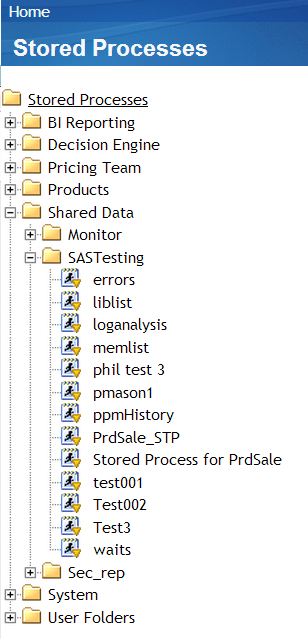 Home
Stored Processes
Stored Processes
BI Reporting
Decision Engine
Pricing Team
Products
Shared Data
Monitor
SASTesting
errors
liblist
loganalysis
memlist
phil test 3
pmason1
ppmHistory
PrdSale_STP
Stored Process for PrdSale
test001
Test002
Test3
waits
Sec_rep
System
User Folders